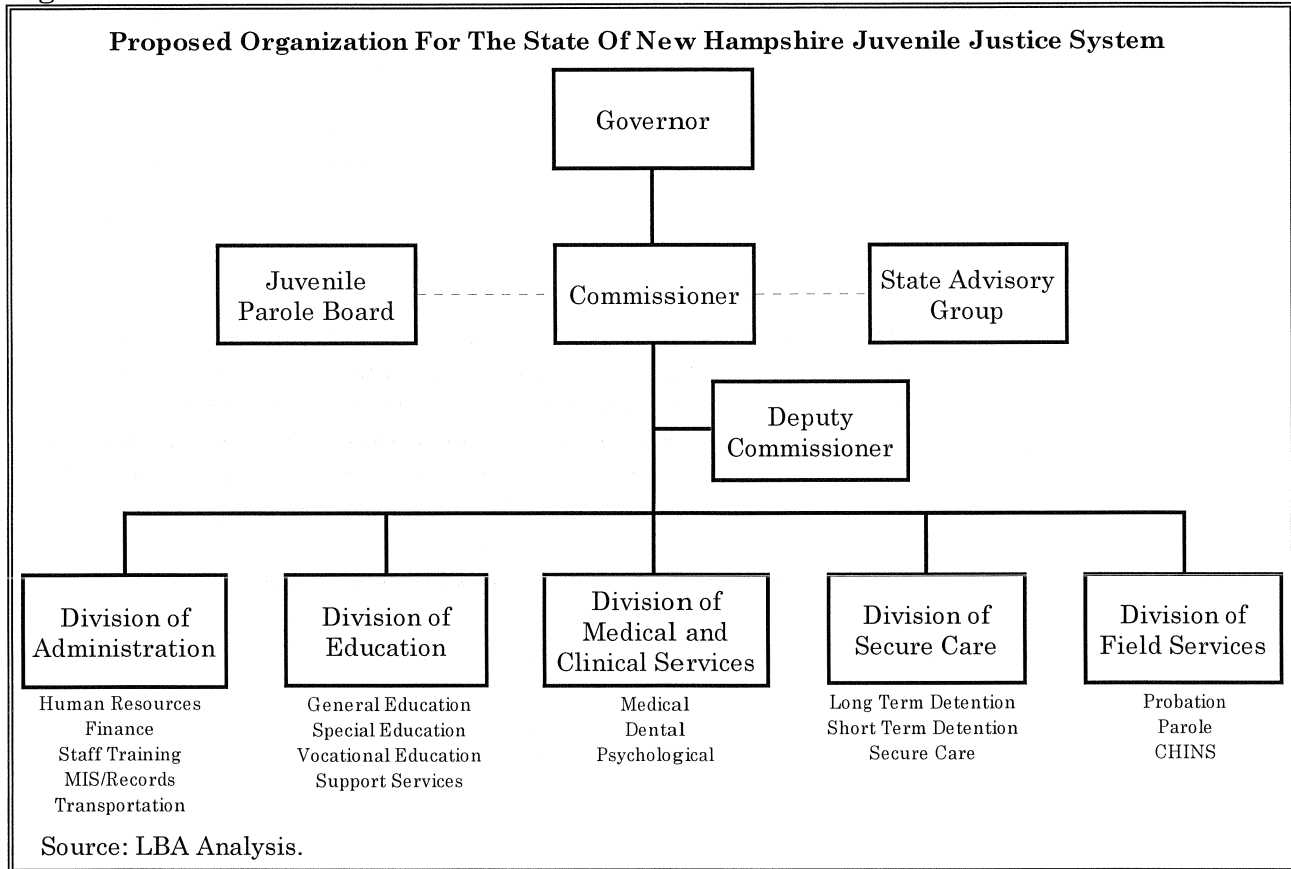 Proposed Organization For The State Of New Hampshire Juvenile Justice System
Governor
Juvenile
Parole Board
Commissioner
State Advisory
Group
Deputy
Commissioner
Division of
Administration
Human Resources
Finance
Staff Training
MIS/Records
Transportation
Division of
Education
General Education
Special Education
Vocational Education
Support Services
Division of
Medical and
Clinical Services
Medical
Dental
Psychological
Division of
Secure Care
Long Term Detention
Short Term Detention
Secure Care
Division of
Field Services
Probation
Parole
CHINS
Source: LBA Analysis.